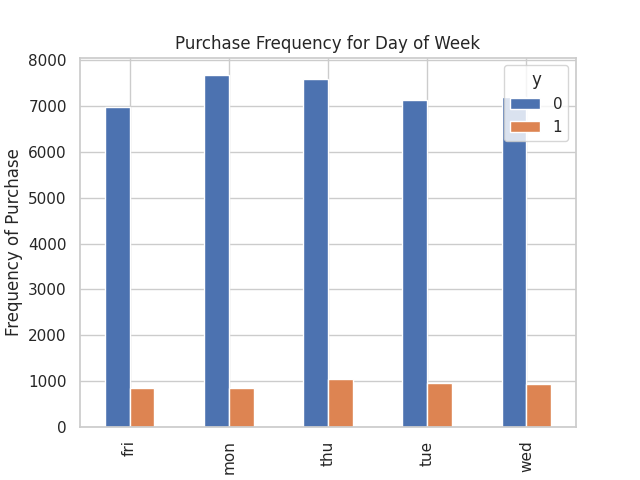 Purchase Frequency for Day of Week
8000
7000
6000
5000
4000
3000
2000
1000
0
Frequency of Purchase
y
0
1
fri
mon
thu
tue
wed